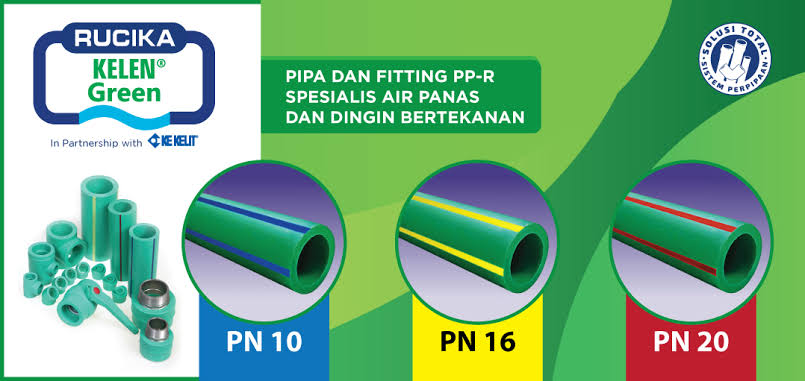 RUCIKA
KELEN®
Green
In Partnership with KE KELIT®
PIPA DAN FITTING PP-R
SPESIALIS AIR PANAS
DAN DINGIN BERTEKANAN
SOLUSI TOTAL
SISTEM PERPIPAAN
PN 10
PN 16
PN 20